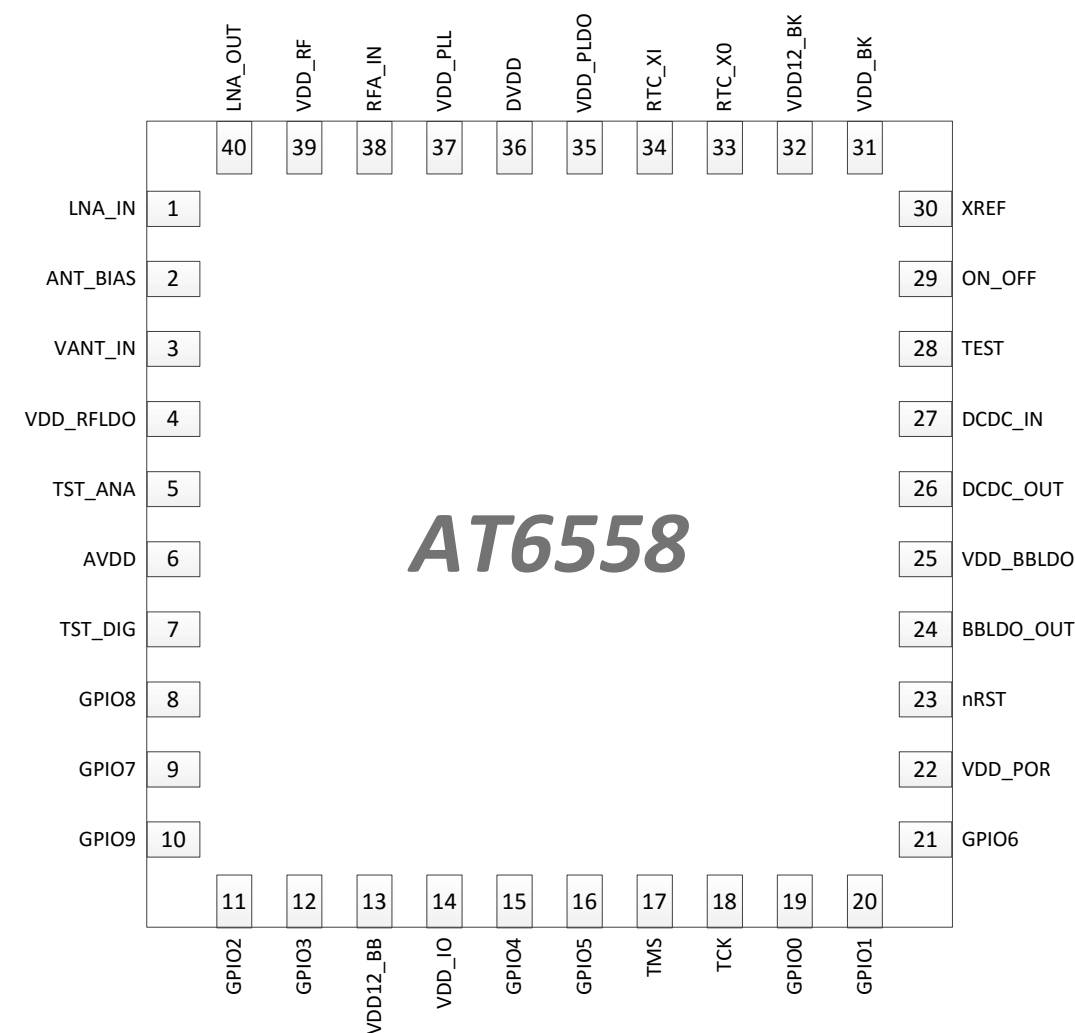 LNA_OUT
VDD_RF
RFA_IN
VDD_PLL
DVDD
VDD_PLDO
RTC_XI
RTC_X0
VDD12_BK
VDD_BK
40 39 38 37 36 35 34 33 32 31
LNA_IN 1
30 XREF
ANT_BIAS 2
29 ON_OFF
VANT_IN 3
28 TEST
VDD_RFLDO 4
27 DCDC_IN
TST_ANA 5
26 DCDC_OUT
AT6558
AVDD 6
25 VDD_BBLDO
TST_DIG 7
24 BBLDO_OUT
GPIO8 8
23 nRST
GPIO7 9
22 VDD_POR
GPIO9 10
21 GPIO6
11 12 13 14 15 16 17 18 19 20
GPIO2
GPIO3
VDD12_BB
VDD_IO
GPIO4
GPIO5
TMS
TCK
GPIO0
GPIO1